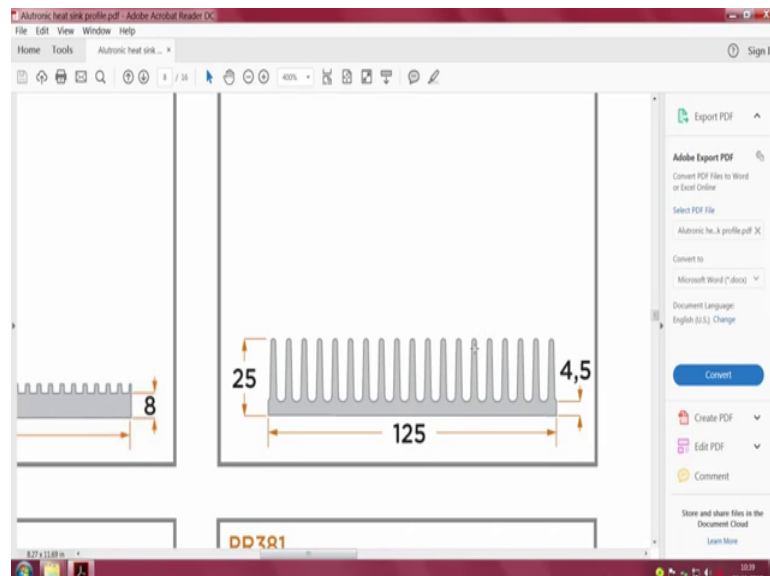 Alutronic heat sink profile.pdf - Adobe Acrobat Reader DC
File Edit View Window Help
Home Tools Alutronic heat sink ... × Sign I
8 / 16 400%
Export PDF
Adobe Export PDF
Convert PDF Files to Word
or Excel Online
Select PDF File
Alutronic he...k profile.pdf X
Convert to
Microsoft Word (*.docx)
Document Language:
English (U.S.) Change
Convert
Create PDF
Edit PDF
Comment
Store and share files in the
Document Cloud
Learn More
25
4,5
8
125
PR381
8.27 x 11.69 in
10:39